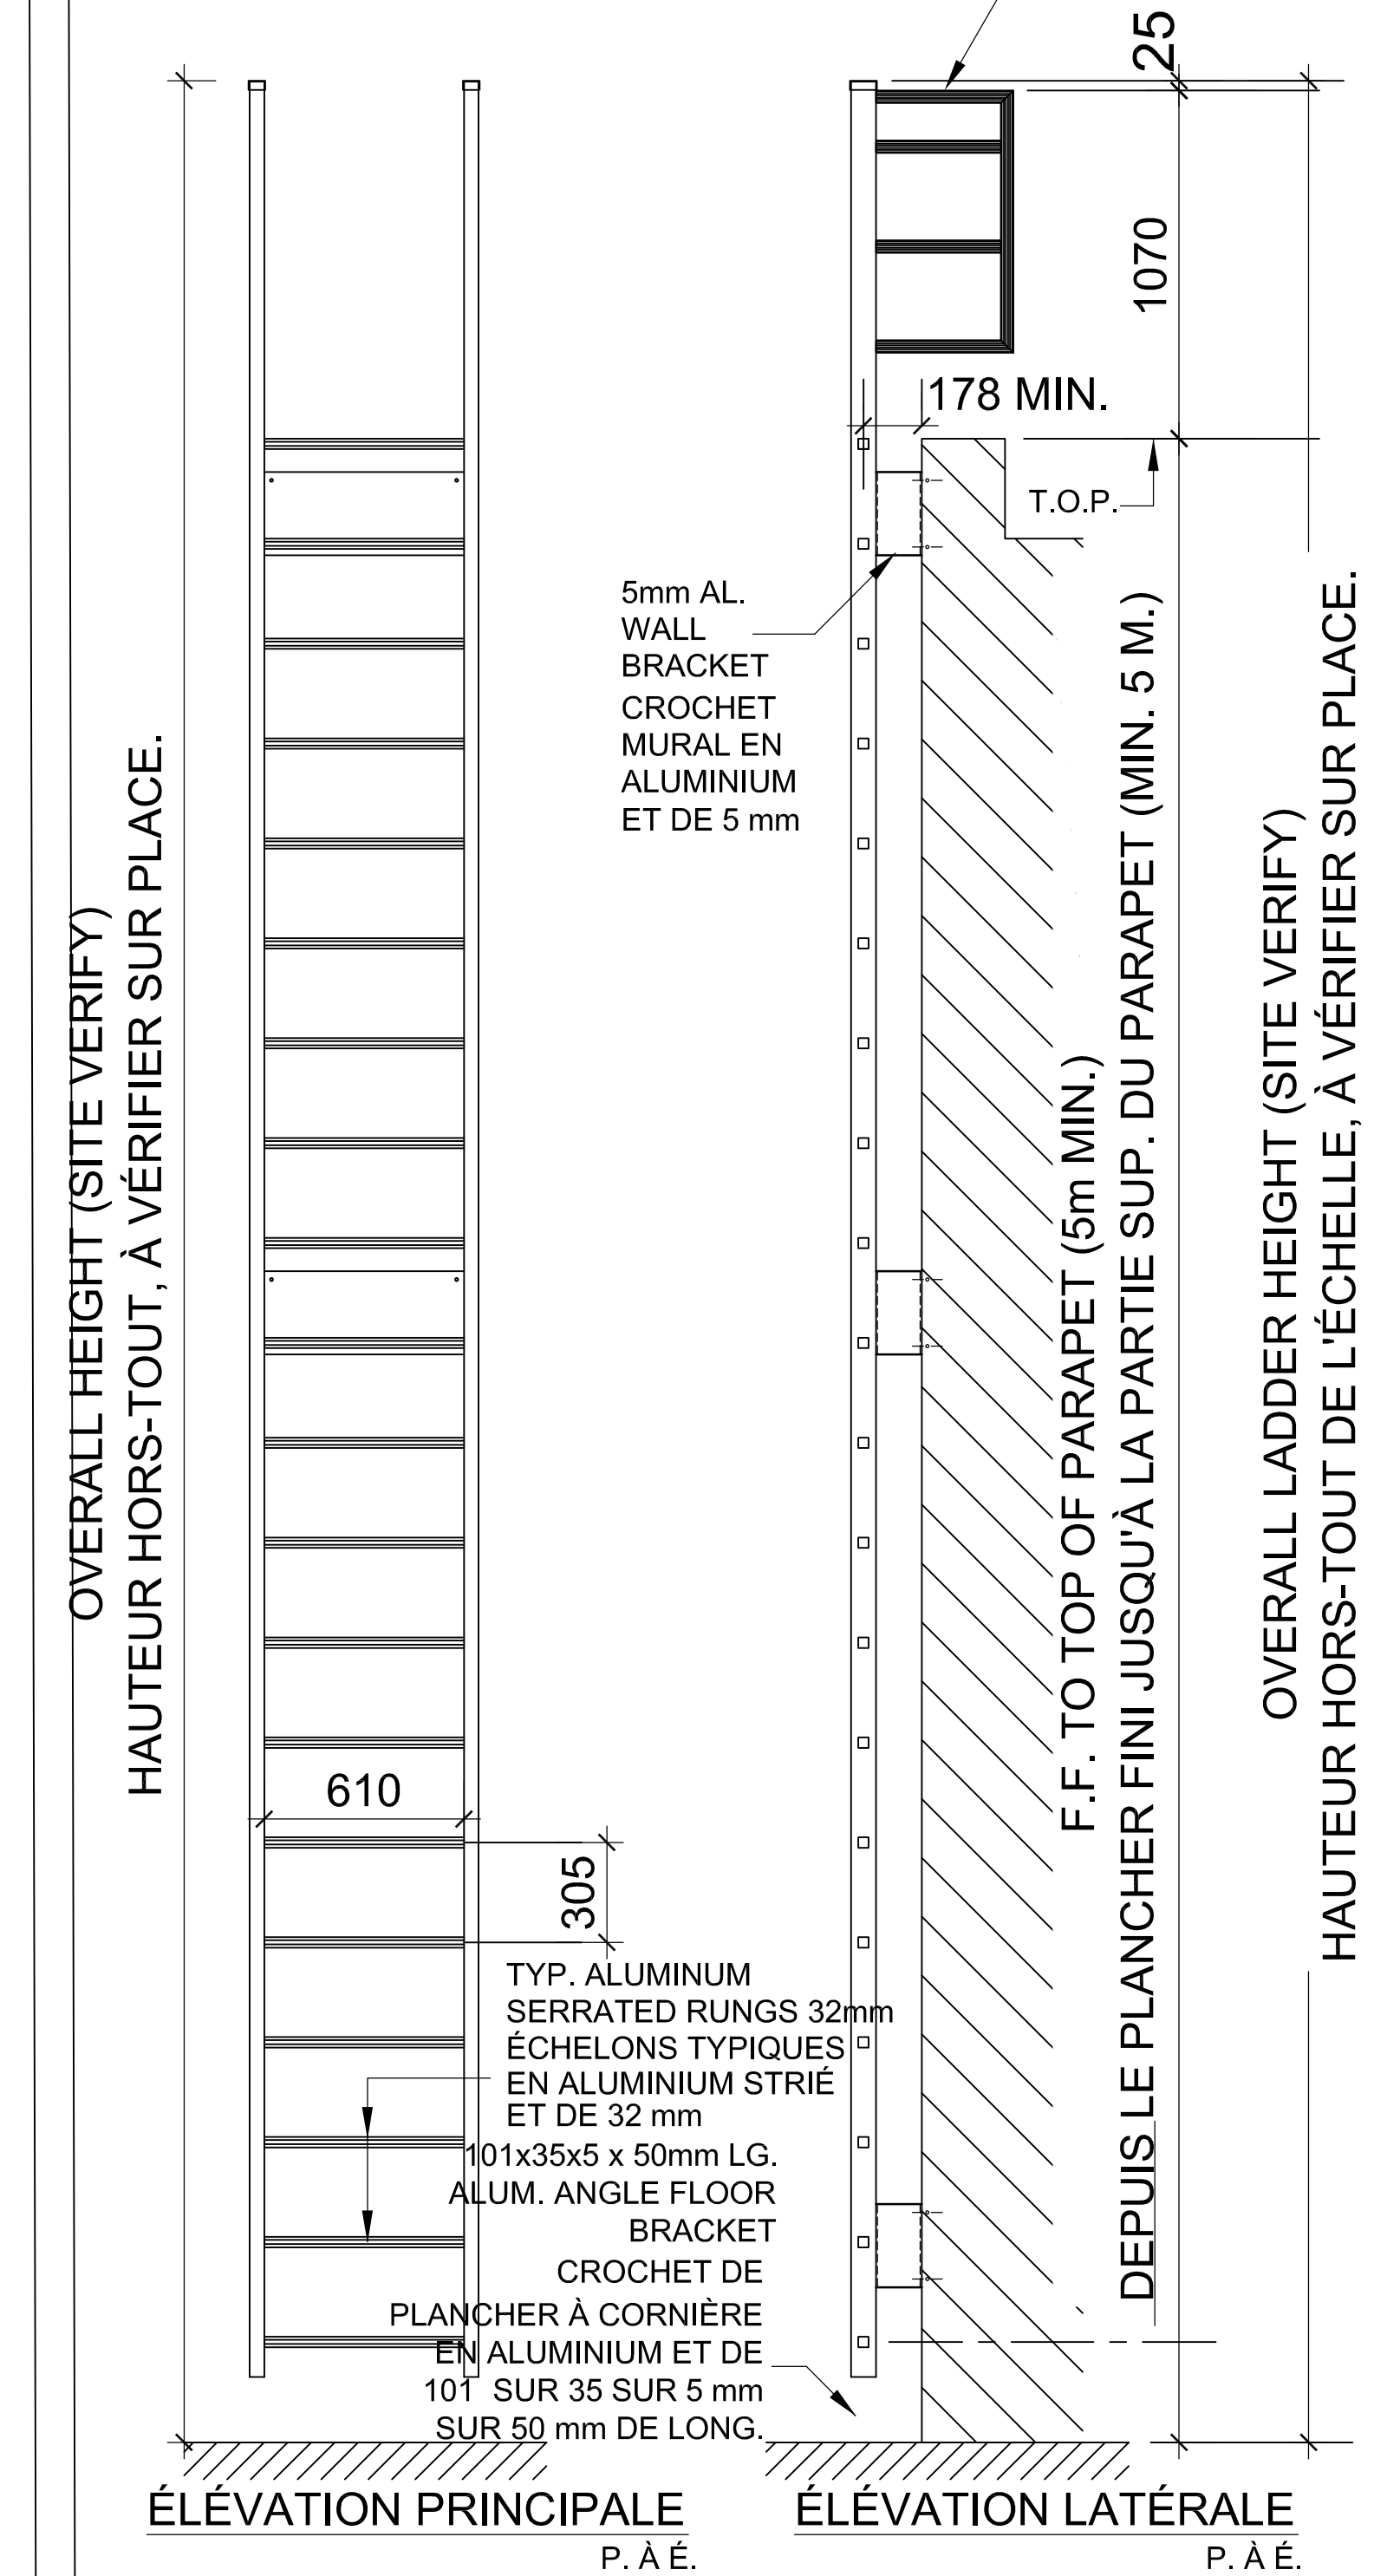 25
1070
178 MIN.
T.O.P.
5mm AL.
WALL
BRACKET
CROCHET
MURAL EN
ALUMINIUM
ET DE 5 mm
OVERALL HEIGHT (SITE VERIFY)
HAUTEUR HORS-TOUT, À VÉRIFIER SUR PLACE.
F.F. TO TOP OF PARAPET (5m MIN.)
DEPUIS LE PLANCHER FINI JUSQU'À LA PARTIE SUP. DU PARAPET (MIN. 5 M.)
OVERALL LADDER HEIGHT (SITE VERIFY)
HAUTEUR HORS-TOUT DE L'ÉCHELLE, À VÉRIFIER SUR PLACE.
610
305
TYP. ALUMINUM
SERRATED RUNGS 32mm
ÉCHELONS TYPIQUES
EN ALUMINIUM STRIÉ
ET DE 32 mm
101x35x5 x 50mm LG.
ALUM. ANGLE FLOOR
BRACKET
CROCHET DE
PLANCHER À CORNIÈRE
EN ALUMINIUM ET DE
101 SUR 35 SUR 5 mm
SUR 50 mm DE LONG.
ÉLÉVATION PRINCIPALE
P. À É.
ÉLÉVATION LATÉRALE
P. À É.